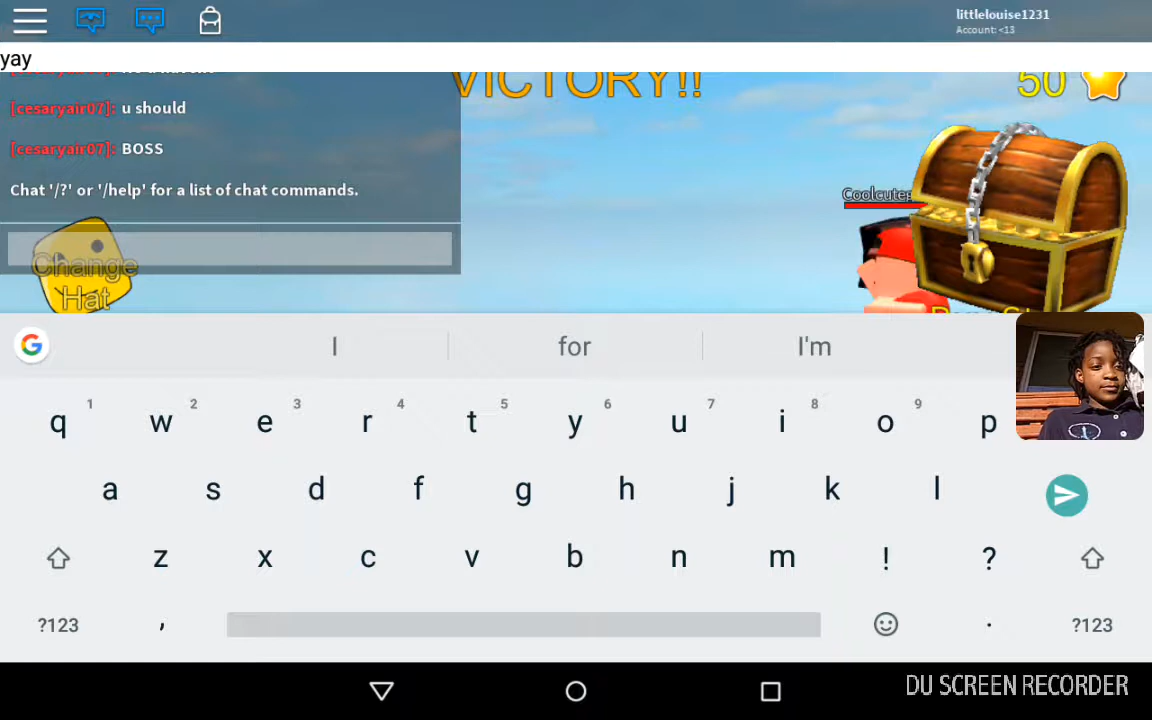 littlelouise1231
Account: <13
yay
VICTORY!!
50
[cesaryair07]: u should
[cesaryair07]: BOSS
Chat '/?' or '/help' for a list of chat commands.
Change
Hat
I for I'm
q 1 w 2 e 3 r 4 t 5 y 6 u 7 i 8 o 9 p
a s d f g h j k l
z x c v b n m ! ?
?123 , . ?123
DU SCREEN RECORDER